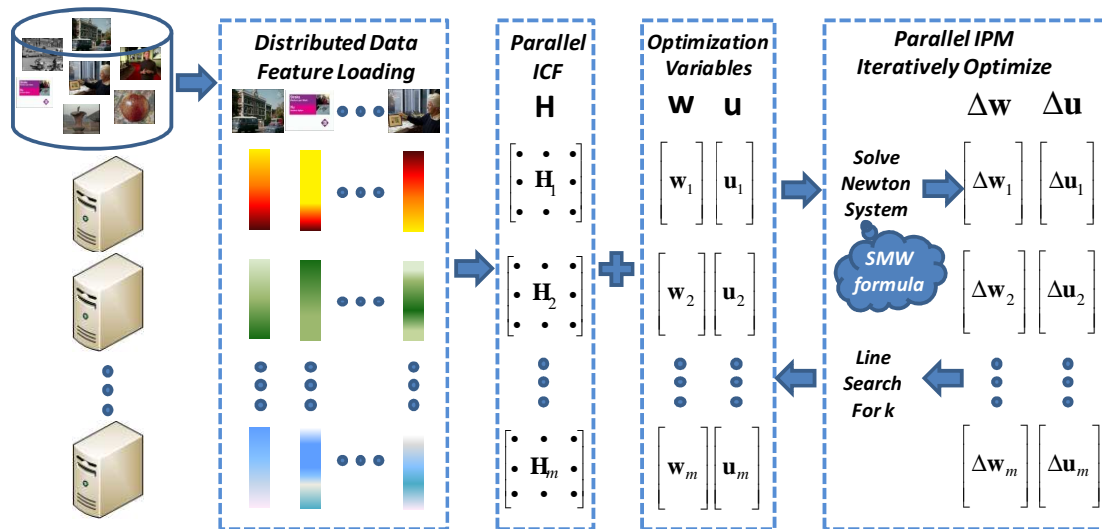 Distributed Data
Feature Loading
Parallel
ICF
H
H₁
H₂
Hₘ
Optimization
Variables
w u
w₁ u₁
w₂ u₂
wₘ uₘ
Parallel IPM
Iteratively Optimize
Δw Δu
Solve
Newton
System
SMW
formula
Line
Search
For k
Δw₁ Δu₁
Δw₂ Δu₂
Δwₘ Δuₘ